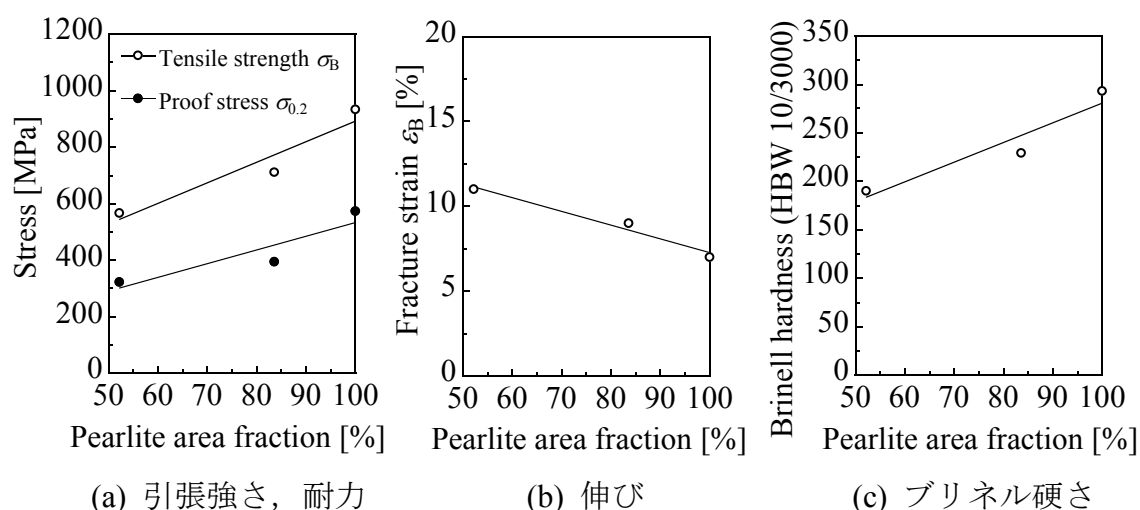 Stress [MPa]
1200
1000
800
600
400
200
0
Tensile strength σB
Proof stress σ0.2
50 60 70 80 90 100
Pearlite area fraction [%]
(a) 引張強さ，耐力
Fracture strain εB [%]
20
15
10
5
0
50 60 70 80 90 100
Pearlite area fraction [%]
(b) 伸び
Brinell hardness (HBW 10/3000)
350
300
250
200
150
100
50
0
50 60 70 80 90 100
Pearlite area fraction [%]
(c) ブリネル硬さ